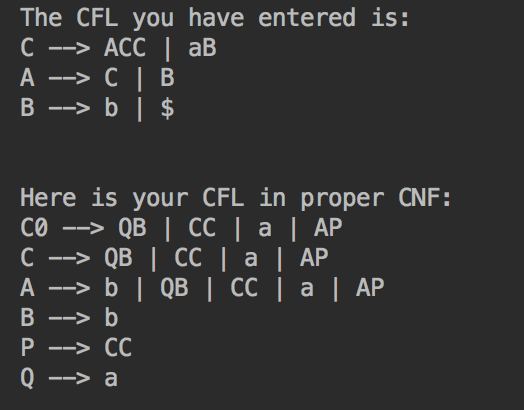 The CFL you have entered is:
C --> ACC | aB
A --> C | B
B --> b | $
Here is your CFL in proper CNF:
C0 --> QB | CC | a | AP
C --> QB | CC | a | AP
A --> b | QB | CC | a | AP
B --> b
P --> CC
Q --> a